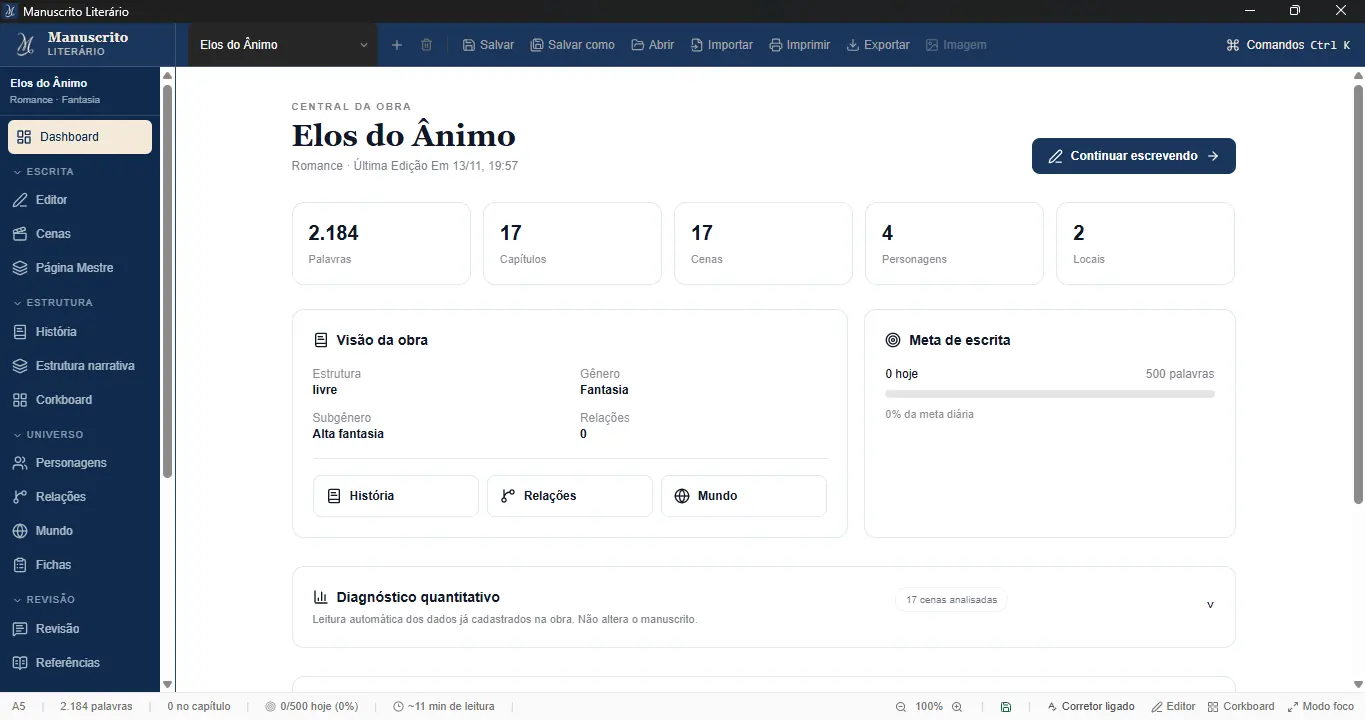 Manuscrito Literário
Manuscrito
LITERÁRIO
Elos do Ânimo
Salvar
Salvar como
Abrir
Importar
Imprimir
Exportar
Imagem
Comandos Ctrl K
Elos do Ânimo
Romance · Fantasia
Dashboard
ESCRITA
Editor
Cenas
Página Mestre
ESTRUTURA
História
Estrutura narrativa
Corkboard
UNIVERSO
Personagens
Relações
Mundo
Fichas
REVISÃO
Revisão
Referências
CENTRAL DA OBRA
Elos do Ânimo
Romance · Última Edição Em 13/11, 19:57
Continuar escrevendo
2.184
Palavras
17
Capítulos
17
Cenas
4
Personagens
2
Locais
Visão da obra
Estrutura
livre
Gênero
Fantasia
Subgênero
Alta fantasia
Relações
0
História
Relações
Mundo
Meta de escrita
0 hoje
500 palavras
0% da meta diária
Diagnóstico quantitativo
Leitura automática dos dados já cadastrados na obra. Não altera o manuscrito.
17 cenas analisadas
v
A5
2.184 palavras
0 no capítulo
0/500 hoje (0%)
~11 min de leitura
100%
Corretor ligado
Editor
Corkboard
Modo foco